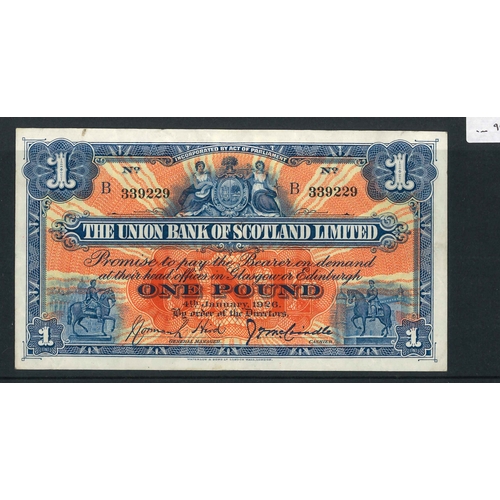 INCORPORATED BY ACT OF PARLIAMENT
1 Nº Nº 1
B 339229 B 339229
THE UNION BANK OF SCOTLAND LIMITED
Promise to pay the Bearer on demand
at their head offices in Glasgow or Edinburgh
ONE POUND
4th January, 1926.
By order of the Directors,
1 1
GENERAL MANAGER CASHIER